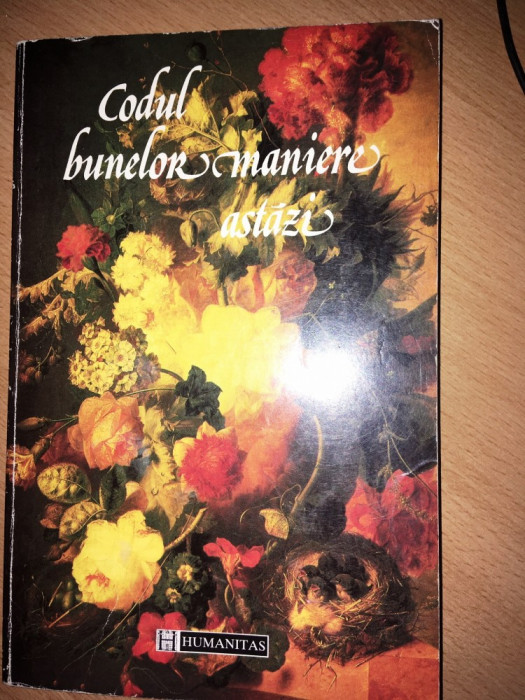 Codul
bunelor maniere
astăzi
HUMANITAS